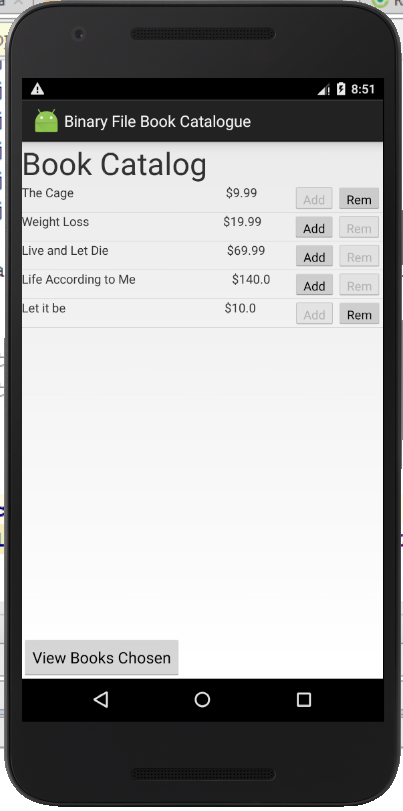 8:51
Binary File Book Catalogue
Book Catalog
The Cage $9.99 Add Rem
Weight Loss $19.99 Add Rem
Live and Let Die $69.99 Add Rem
Life According to Me $140.0 Add Rem
Let it be $10.0 Add Rem
View Books Chosen